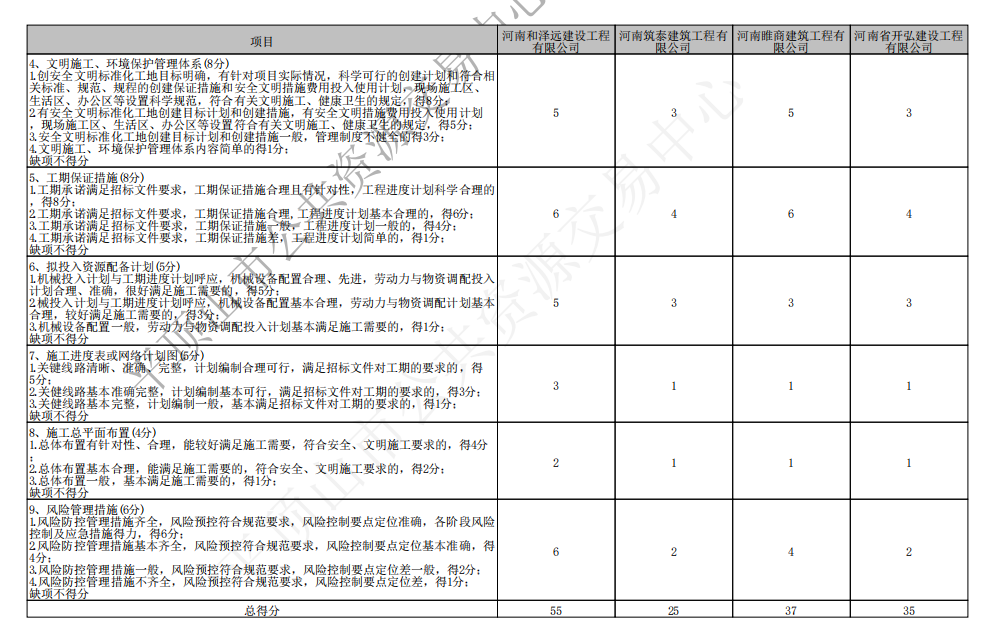 项目
河南和泽远建设工程有限公司
河南筑泰建筑工程有限公司
河南睢商建筑工程有限公司
河南省开弘建设工程有限公司
4、文明施工、环境保护管理体系(8分)
1.创安全文明标准化工地目标明确，有针对项目实际情况，科学可行的创建计划和符合相
关标准、规范、规程的创建保证措施和安全文明措施费用投入使用计划，现场施工区、
生活区、办公区等设置科学规范，符合有关文明施工、健康卫生的规定，得8分；
2有安全文明标准化工地创建目标计划和创建措施，有安全文明措施费用投入使用计划
，现场施工区、生活区、办公区等设置符合有关文明施工、健康卫生的规定，得5分；
3.安全文明标准化工地创建目标计划和创建措施一般，管理制度不健全的得3分；
4.文明施工、环境保护管理体系内容简单的得1分；
缺项不得分
5
3
5
3
5、工期保证措施(8分)
1.工期承诺满足招标文件要求，工期保证措施合理且有针对性，工程进度计划科学合理的
，得8分；
2.工期承诺满足招标文件要求，工期保证措施合理,工程进度计划基本合理的，得6分；
3.工期承诺满足招标文件要求，工期保证措施一般，工程进度计划一般的，得4分；
4.工期承诺满足招标文件要求，工期保证措施差，工程进度计划简单的，得1分；
缺项不得分
6
4
6
4
6、拟投入资源配备计划(5分)
1.机械投入计划与工期进度计划呼应，机械设备配置合理、先进，劳动力与物资调配投入
计划合理、准确，很好满足施工需要的，得5分；
2械投入计划与工期进度计划呼应，机械设备配置基本合理，劳动力与物资调配计划基本
合理，较好满足施工需要的，得3分；
3.机械设备配置一般，劳动力与物资调配投入计划基本满足施工需要的，得1分；
缺项不得分
5
3
3
3
7、施工进度表或网络计划图(5分)
1.关键线路清晰、准确、完整，计划编制合理可行，满足招标文件对工期的要求的，得
5分；
2.关健线路基本准确完整，计划编制基本可行，满足招标文件对工期的要求的，得3分；
3.关健线路基本完整，计划编制一般，基本满足招标文件对工期的要求的，得1分；
缺项不得分
3
1
1
1
8、施工总平面布置(4分)
1.总体布置有针对性、合理，能较好满足施工需要，符合安全、文明施工要求的，得4分
；
2.总体布置基本合理，能满足施工需要的，符合安全、文明施工要求的，得2分；
3.总体布置一般，基本满足施工需要的，得1分；
缺项不得分
2
1
1
1
9、风险管理措施(6分)
1.风险防控管理措施齐全，风险预控符合规范要求，风险控制要点定位准确，各阶段风险
控制及应急措施得力，得6分；
2风险防控管理措施基本齐全，风险预控符合规范要求，风险控制要点定位基本准确，得
4分；
3.风险防控管理措施一般，风险预控符合规范要求，风险控制要点定位差一般，得2分；
4.风险防控管理措施不齐全，风险预控符合规范要求，风险控制要点定位差，得1分；
缺项不得分
6
2
4
2
总得分
55
25
37
35
平顶山市公共资源交易中心
平顶山市公共资源交易中心